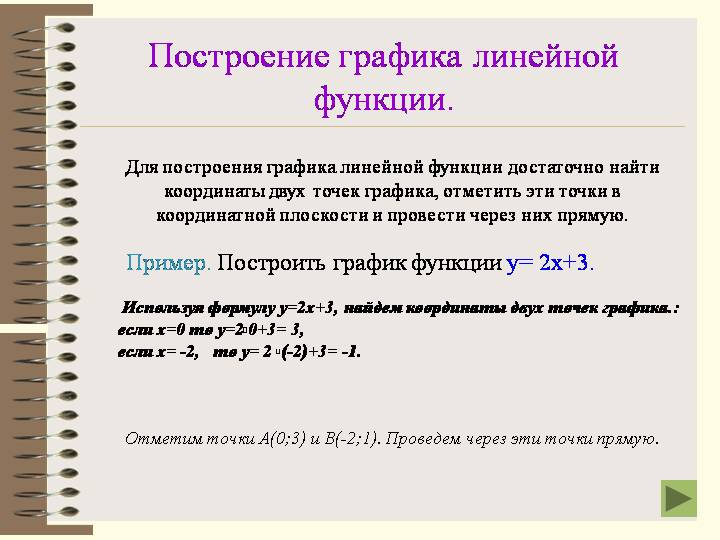 Построение графика линейной
функции.
Для построения графика линейной функции достаточно найти
координаты двух точек графика, отметить эти точки в
координатной плоскости и провести через них прямую.
Пример. Построить график функции у= 2х+3.
Используя формулу у=2х+3, найдем координаты двух точек графика.:
если х=0 то у=2□0+3= 3,
если х= -2, то у= 2 □(-2)+3= -1.
Отметим точки А(0;3) и В(-2;1). Проведем через эти точки прямую.